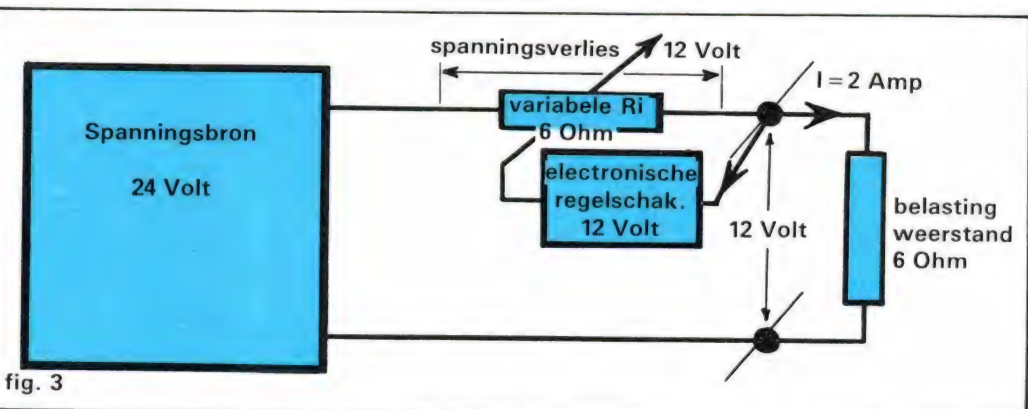 spanningsverlies 12 Volt
I = 2 Amp
Spanningsbron
24 Volt
variabele Ri
6 Ohm
electronische
regelschak.
12 Volt
12 Volt
belasting
weerstand
6 Ohm
fig. 3